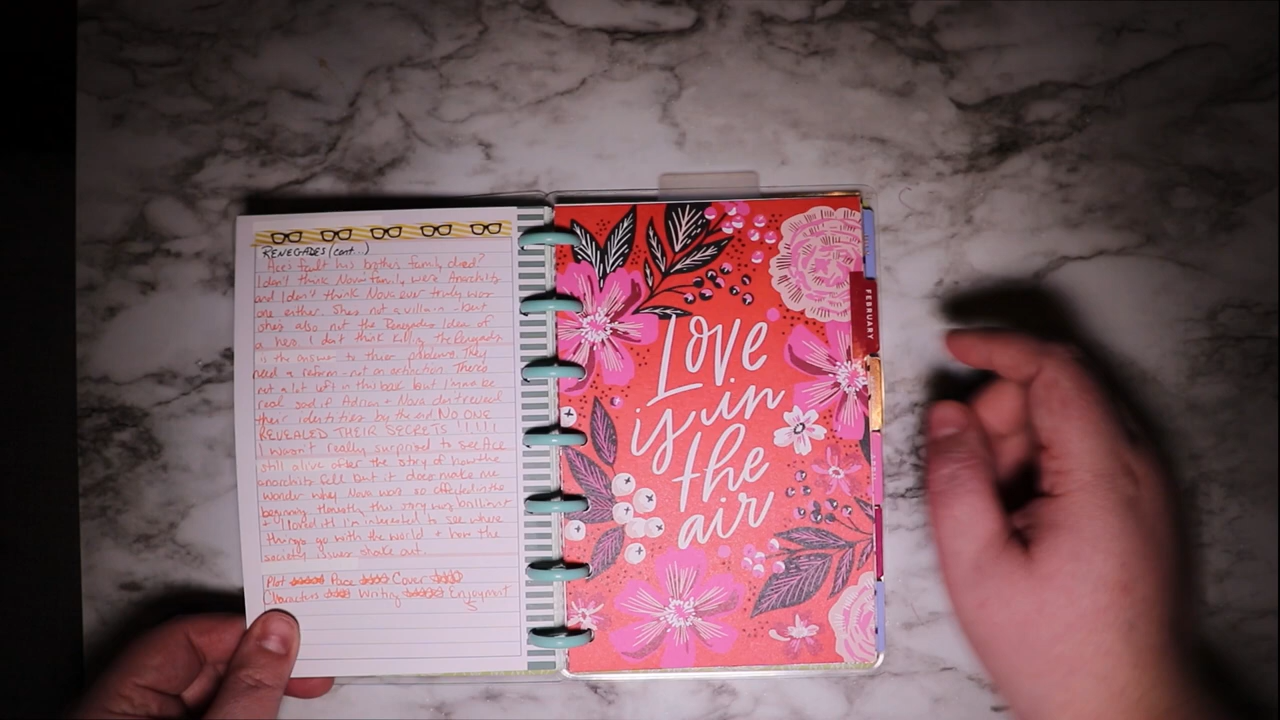 RENEGADES (cont...)
Aces fault his brothers family died?
I don't think Nova family were Anarchists
and I don't think Nova ever truly was
one either. She's not a villain - but
she's also not the Renegades Idea of
a hero. I don't think killing The Renegades
is the answer to thier problems. They
need a reform - not an extinction. There's
not a lot left in this book but I'mma be
real sad if Adrian + Nova don't reveal
their identities by the end. NO ONE
REVEALED THEIR SECRETS !!!!!
I wasn't really surprised to see Ace
still alive after the story of how the
anarchists fell but it does make me
wonder why Nova was so affected in the
beginning. Honestly this story was brilliant
+ I loved it! I'm interested to see where
things go with the world + how the
society issues shake out.
Plot Pace Cover
Characters Writing Enjoyment
Love
is in
the
air
FEBRUARY